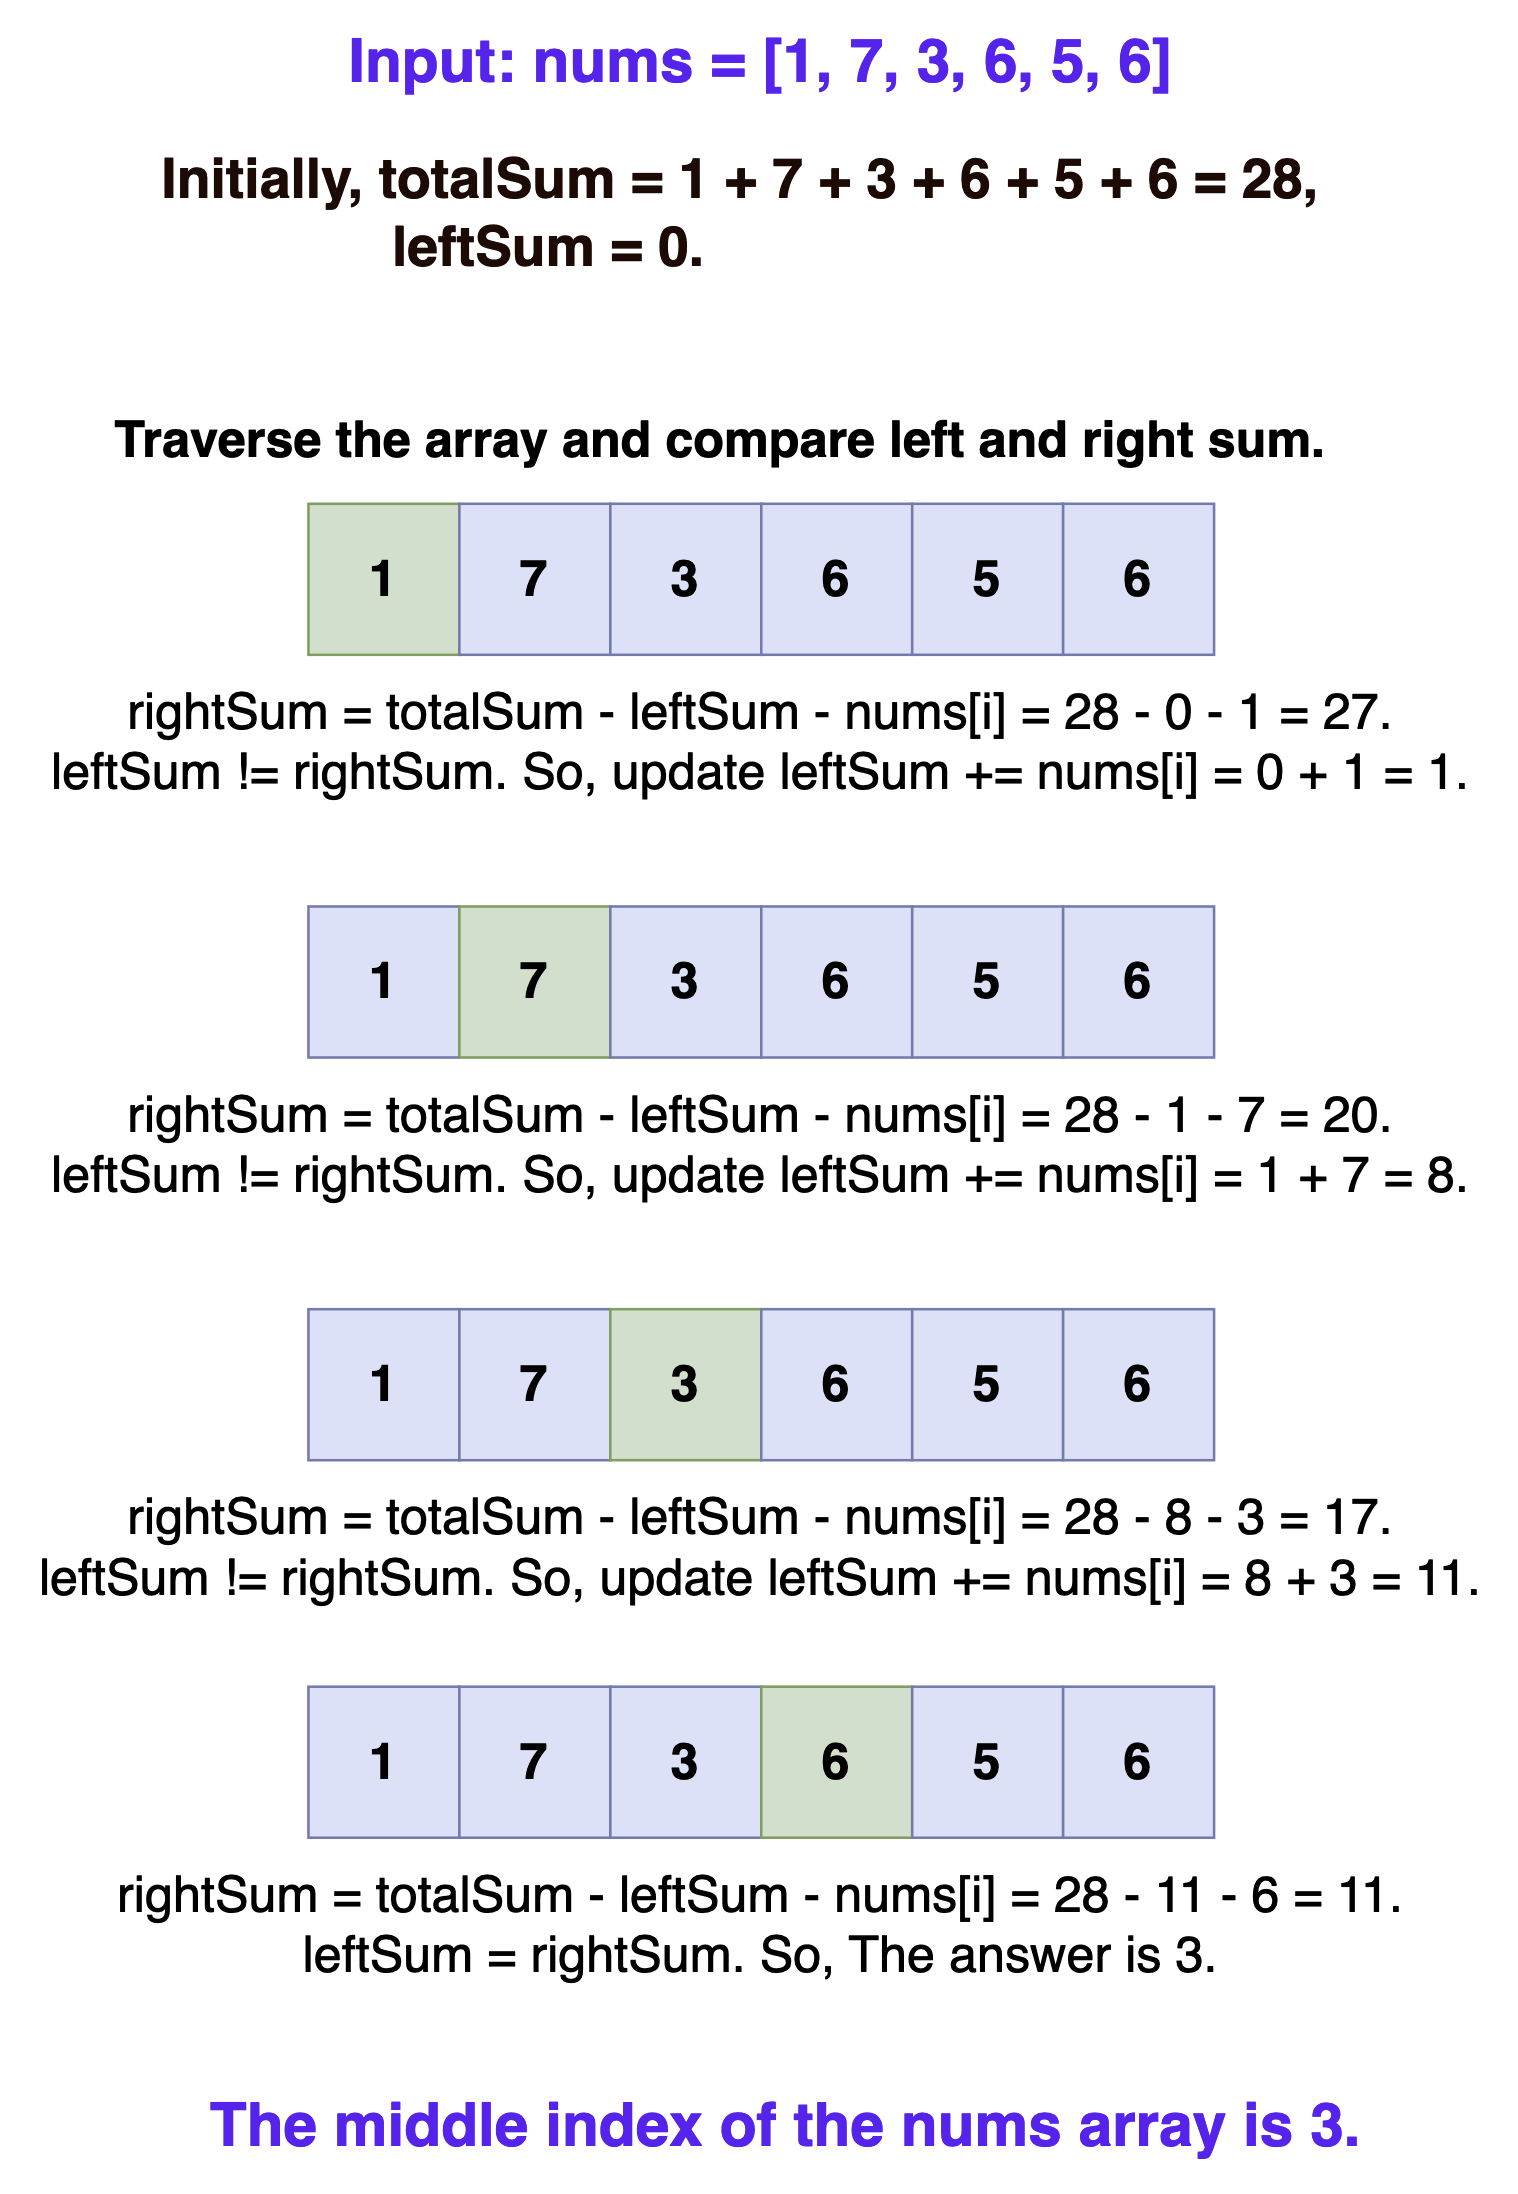 Input: nums = [1, 7, 3, 6, 5, 6]
Initially, totalSum = 1 + 7 + 3 + 6 + 5 + 6 = 28,
leftSum = 0.
Traverse the array and compare left and right sum.
1 7 3 6 5 6
rightSum = totalSum - leftSum - nums[i] = 28 - 0 - 1 = 27.
leftSum != rightSum. So, update leftSum += nums[i] = 0 + 1 = 1.
1 7 3 6 5 6
rightSum = totalSum - leftSum - nums[i] = 28 - 1 - 7 = 20.
leftSum != rightSum. So, update leftSum += nums[i] = 1 + 7 = 8.
1 7 3 6 5 6
rightSum = totalSum - leftSum - nums[i] = 28 - 8 - 3 = 17.
leftSum != rightSum. So, update leftSum += nums[i] = 8 + 3 = 11.
1 7 3 6 5 6
rightSum = totalSum - leftSum - nums[i] = 28 - 11 - 6 = 11.
leftSum = rightSum. So, The answer is 3.
The middle index of the nums array is 3.